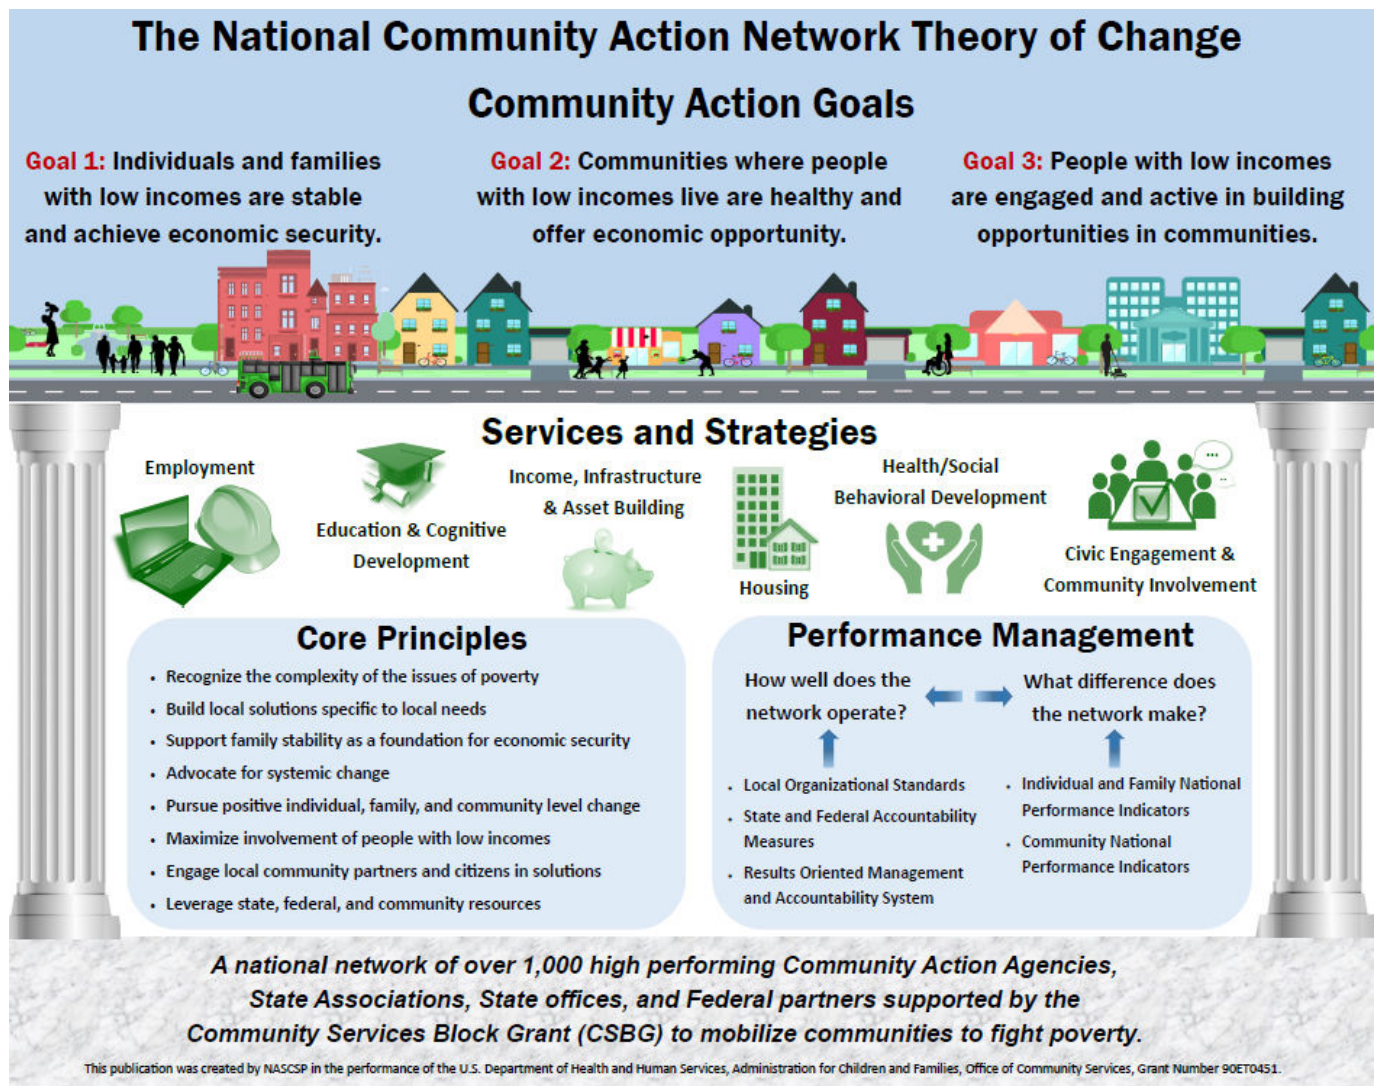 The National Community Action Network Theory of Change
Community Action Goals
Goal 1: Individuals and families
with low incomes are stable
and achieve economic security.
Goal 2: Communities where people
with low incomes live are healthy and
offer economic opportunity.
Goal 3: People with low incomes
are engaged and active in building
opportunities in communities.
Services and Strategies
Employment
Education & Cognitive
Development
Income, Infrastructure
& Asset Building
Housing
Health/Social
Behavioral Development
Civic Engagement &
Community Involvement
Core Principles
• Recognize the complexity of the issues of poverty
• Build local solutions specific to local needs
• Support family stability as a foundation for economic security
• Advocate for systemic change
• Pursue positive individual, family, and community level change
• Maximize involvement of people with low incomes
• Engage local community partners and citizens in solutions
• Leverage state, federal, and community resources
Performance Management
How well does the
network operate?
What difference does
the network make?
• Local Organizational Standards
• State and Federal Accountability
Measures
• Results Oriented Management
and Accountability System
• Individual and Family National
Performance Indicators
• Community National
Performance Indicators
A national network of over 1,000 high performing Community Action Agencies,
State Associations, State offices, and Federal partners supported by the
Community Services Block Grant (CSBG) to mobilize communities to fight poverty.
This publication was created by NASCSP in the performance of the U.S. Department of Health and Human Services, Administration for Children and Families, Office of Community Services, Grant Number 90ET0451.